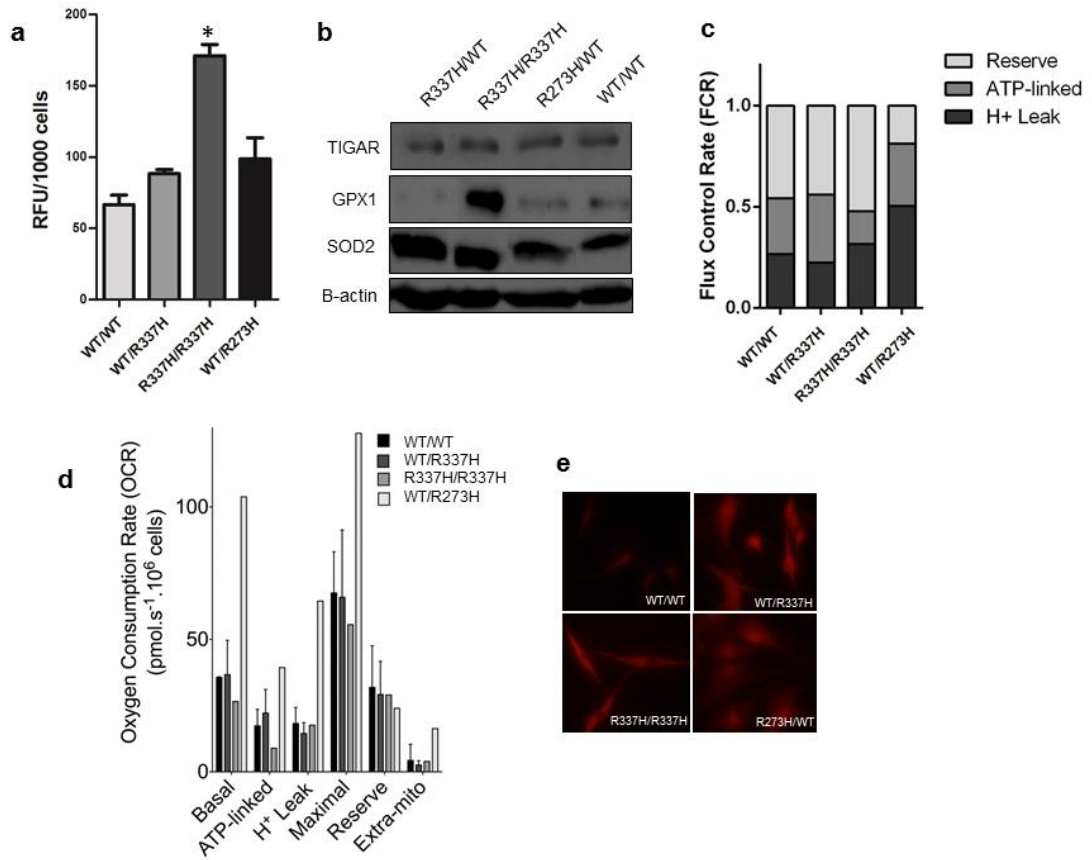 a
200
150
100
50
0
RFU/1000 cells
*
WT/WT
WT/R337H
R337H/R337H
WT/R273H
b
R337H/WT
R337H/R337H
R273H/WT
WT/WT
TIGAR
GPX1
SOD2
B-actin
c
Reserve
ATP-linked
H+ Leak
Flux Control Rate (FCR)
1.0
0.5
0.0
WT/WT
WT/R337H
R337H/R337H
WT/R273H
d
WT/WT
WT/R337H
R337H/R337H
WT/R273H
Oxygen Consumption Rate (OCR)
(pmol.s⁻¹.10⁶ cells)
100
50
0
Basal
ATP-linked
H⁺ Leak
Maximal
Reserve
Extra-mito
e
WT/WT
WT/R337H
R337H/R337H
R273H/WT